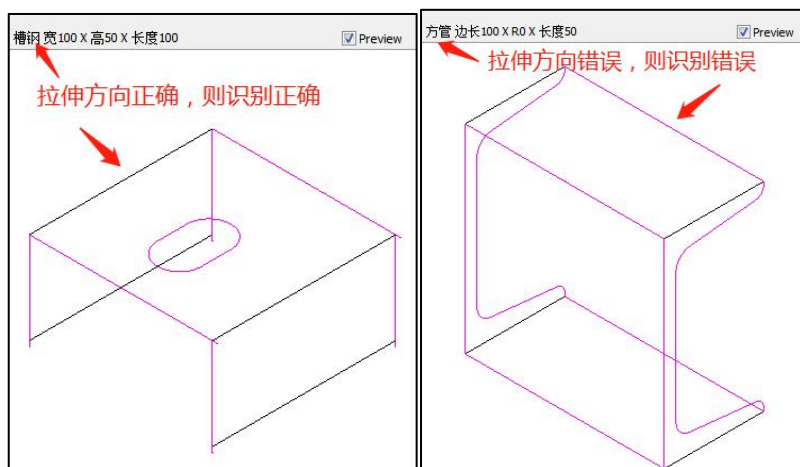 槽钢 宽100 X 高50 X 长度100
Preview
拉伸方向正确，则识别正确
方管 边长100 X R0 X 长度50
Preview
拉伸方向错误，则识别错误